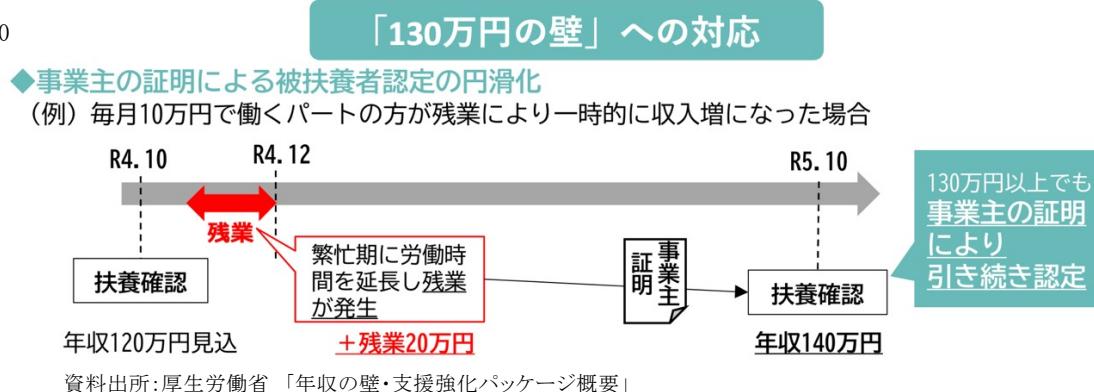 0
「130万円の壁」への対応
◆事業主の証明による被扶養者認定の円滑化
（例）毎月10万円で働くパートの方が残業により一時的に収入増になった場合
R4.10
R4.12
R5.10
残業
扶養確認
年収120万円見込
繁忙期に労働時
間を延長し残業
が発生
＋残業20万円
事業主
証明
扶養確認
年収140万円
130万円以上でも
事業主の証明
により
引き続き認定
資料出所：厚生労働省 「年収の壁・支援強化パッケージ概要」